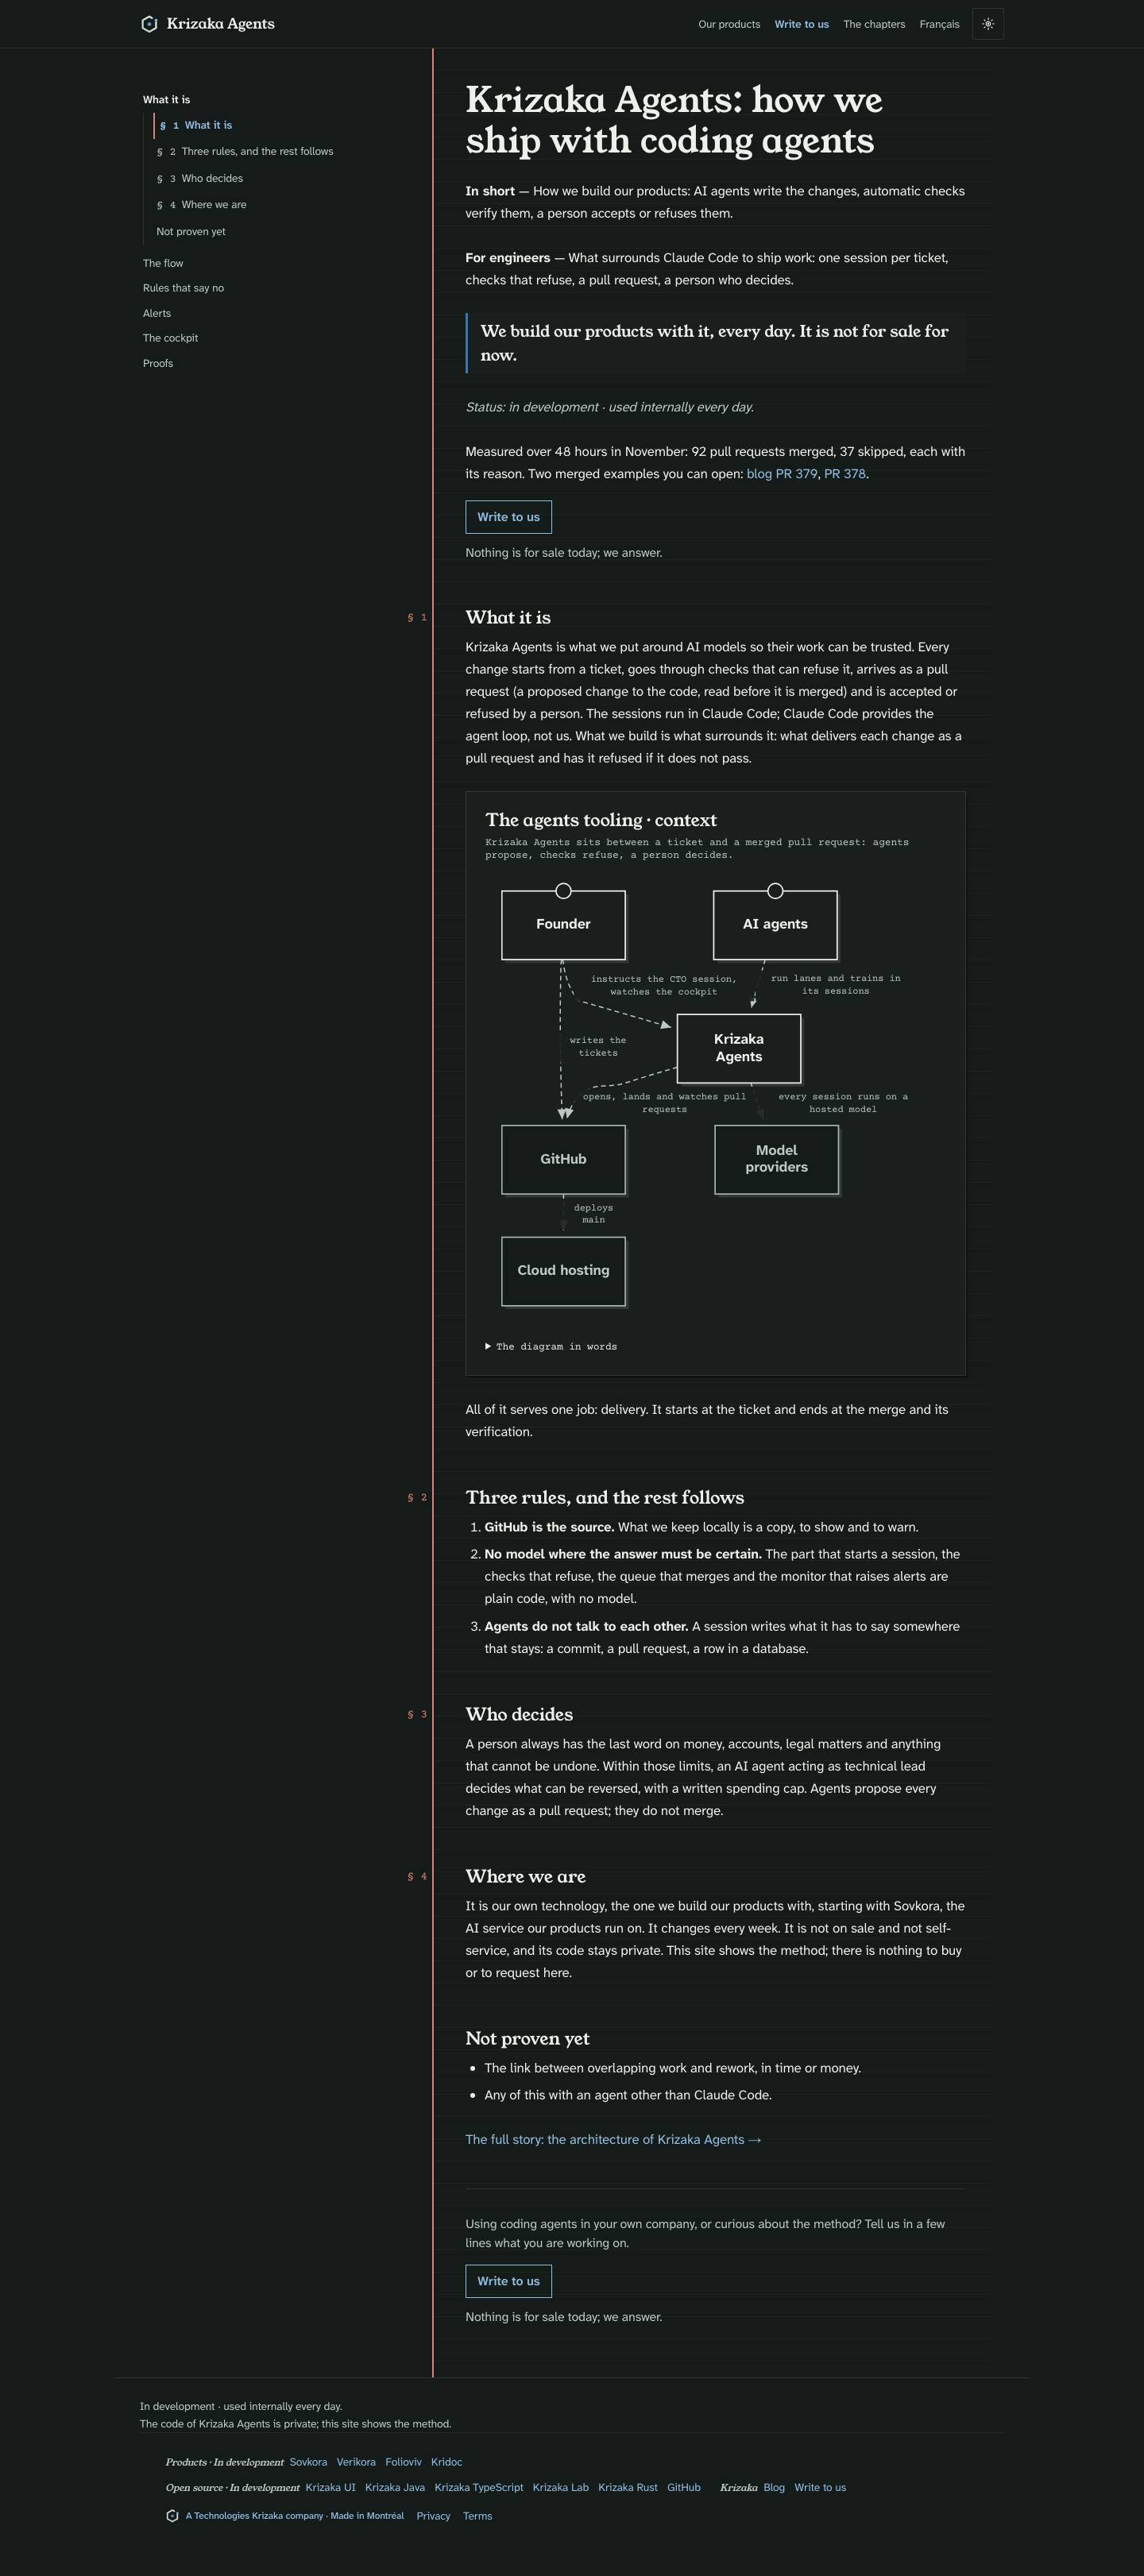 Krizaka Agents
Our products
Write to us
The chapters
Français
What it is
§ 1 What it is
§ 2 Three rules, and the rest follows
§ 3 Who decides
§ 4 Where we are
Not proven yet
The flow
Rules that say no
Alerts
The cockpit
Proofs
Krizaka Agents: how we
ship with coding agents
In short — How we build our products: AI agents write the changes, automatic checks
verify them, a person accepts or refuses them.
For engineers — What surrounds Claude Code to ship work: one session per ticket,
checks that refuse, a pull request, a person who decides.
We build our products with it, every day. It is not for sale for
now.
Status: in development · used internally every day.
Measured over 48 hours in November: 92 pull requests merged, 37 skipped, each with
its reason. Two merged examples you can open: blog PR 379, PR 378.
Write to us
Nothing is for sale today; we answer.
§ 1
What it is
Krizaka Agents is what we put around AI models so their work can be trusted. Every
change starts from a ticket, goes through checks that can refuse it, arrives as a pull
request (a proposed change to the code, read before it is merged) and is accepted or
refused by a person. The sessions run in Claude Code; Claude Code provides the
agent loop, not us. What we build is what surrounds it: what delivers each change as a
pull request and has it refused if it does not pass.
The agents tooling · context
Krizaka Agents sits between a ticket and a merged pull request: agents
propose, checks refuse, a person decides.
Founder
AI agents
instructs the CTO session,
watches the cockpit
run lanes and trains in
its sessions
Krizaka
Agents
writes the
tickets
opens, lands and watches pull
requests
every session runs on a
hosted model
GitHub
Model
providers
deploys
main
Cloud hosting
▶ The diagram in words
All of it serves one job: delivery. It starts at the ticket and ends at the merge and its
verification.
§ 2
Three rules, and the rest follows
1. GitHub is the source. What we keep locally is a copy, to show and to warn.
2. No model where the answer must be certain. The part that starts a session, the
checks that refuse, the queue that merges and the monitor that raises alerts are
plain code, with no model.
3. Agents do not talk to each other. A session writes what it has to say somewhere
that stays: a commit, a pull request, a row in a database.
§ 3
Who decides
A person always has the last word on money, accounts, legal matters and anything
that cannot be undone. Within those limits, an AI agent acting as technical lead
decides what can be reversed, with a written spending cap. Agents propose every
change as a pull request; they do not merge.
§ 4
Where we are
It is our own technology, the one we build our products with, starting with Sovkora, the
AI service our products run on. It changes every week. It is not on sale and not self-
service, and its code stays private. This site shows the method; there is nothing to buy
or to request here.
Not proven yet
• The link between overlapping work and rework, in time or money.
• Any of this with an agent other than Claude Code.
The full story: the architecture of Krizaka Agents →
Using coding agents in your own company, or curious about the method? Tell us in a few
lines what you are working on.
Write to us
Nothing is for sale today; we answer.
In development · used internally every day.
The code of Krizaka Agents is private; this site shows the method.
Products · In development Sovkora Verikora Folioviv Kridoc
Open source · In development Krizaka UI Krizaka Java Krizaka TypeScript Krizaka Lab Krizaka Rust GitHub Krizaka Blog Write to us
A Technologies Krizaka company · Made in Montréal Privacy Terms